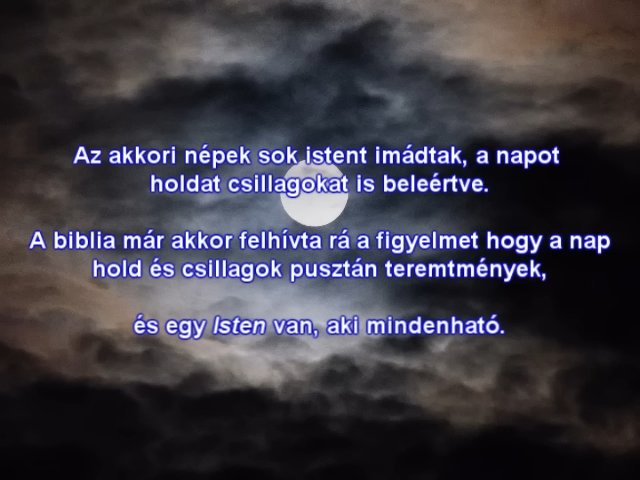 Az akkori népek sok istent imádtak, a napot
holdat csillagokat is beleértve.
A biblia már akkor felhívta rá a figyelmet hogy a nap
hold és csillagok pusztán teremtmények,
és egy Isten van, aki mindenható.